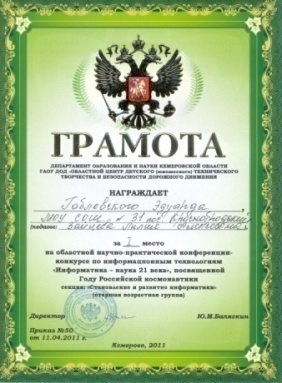 ГРАМОТА
ДЕПАРТАМЕНТ ОБРАЗОВАНИЯ И НАУКИ КЕМЕРОВСКОЙ ОБЛАСТИ
ГАОУ ДОД «ОБЛАСТНОЙ ЦЕНТР ДЕТСКОГО (юношеского) ТЕХНИЧЕСКОГО
ТВОРЧЕСТВА И БЕЗОПАСНОСТИ ДОРОЖНОГО ДВИЖЕНИЯ
НАГРАЖДАЕТ
Эдуарда,
МОУ СОШ № 31
(педагог:
за I место
на областной научно-практической конференции-
конкурсе по информационным технологиям
«Информатика – наука 21 века», посвященной
Году Российской космонавтики
секция: «Становление и развитие информатики»
(старшая возрастная группа)
Директор Ю.М.Баляскин
Приказ №50
от 11.04.2011 г.
Кемерово, 2011